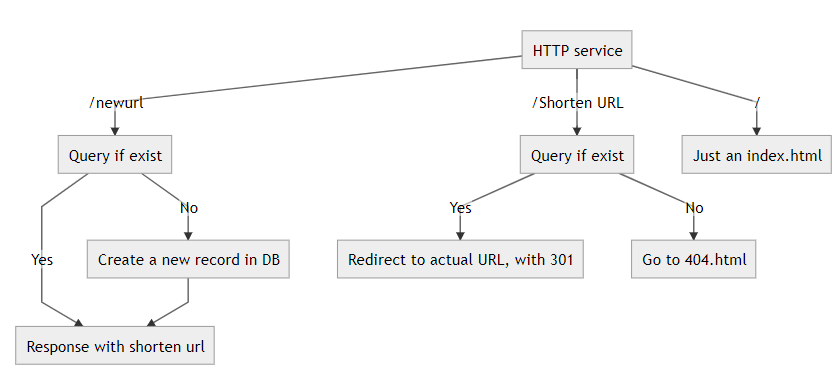 HTTP service
/newurl
/Shorten URL
/
Query if exist
Query if exist
Just an index.html
No
Yes
No
Yes
Create a new record in DB
Redirect to actual URL, with 301
Go to 404.html
Response with shorten url